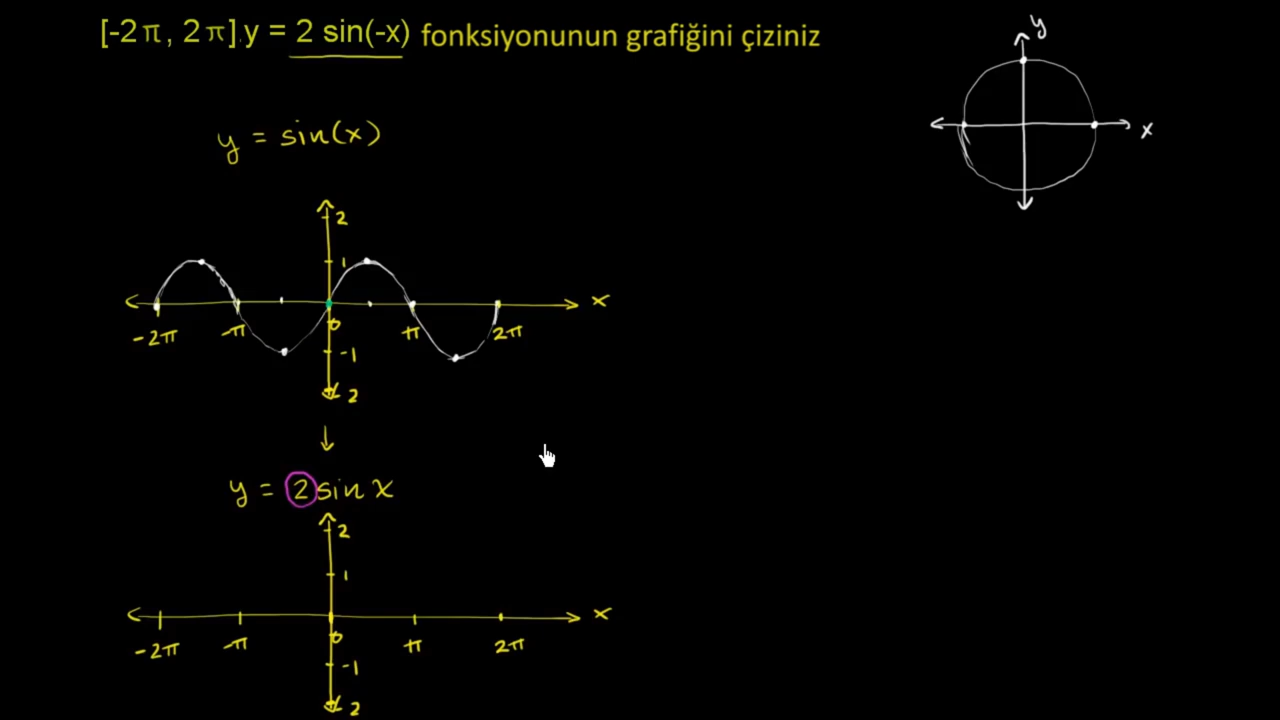 [-2π, 2π].y = 2 sin(-x) fonksiyonunun grafiğini çiziniz
y
x
y = sin(x)
2
1
x
-2π -π 0 π 2π
-1
2
y = 2 sin x
2
1
x
-2π -π 0 π 2π
-1
2